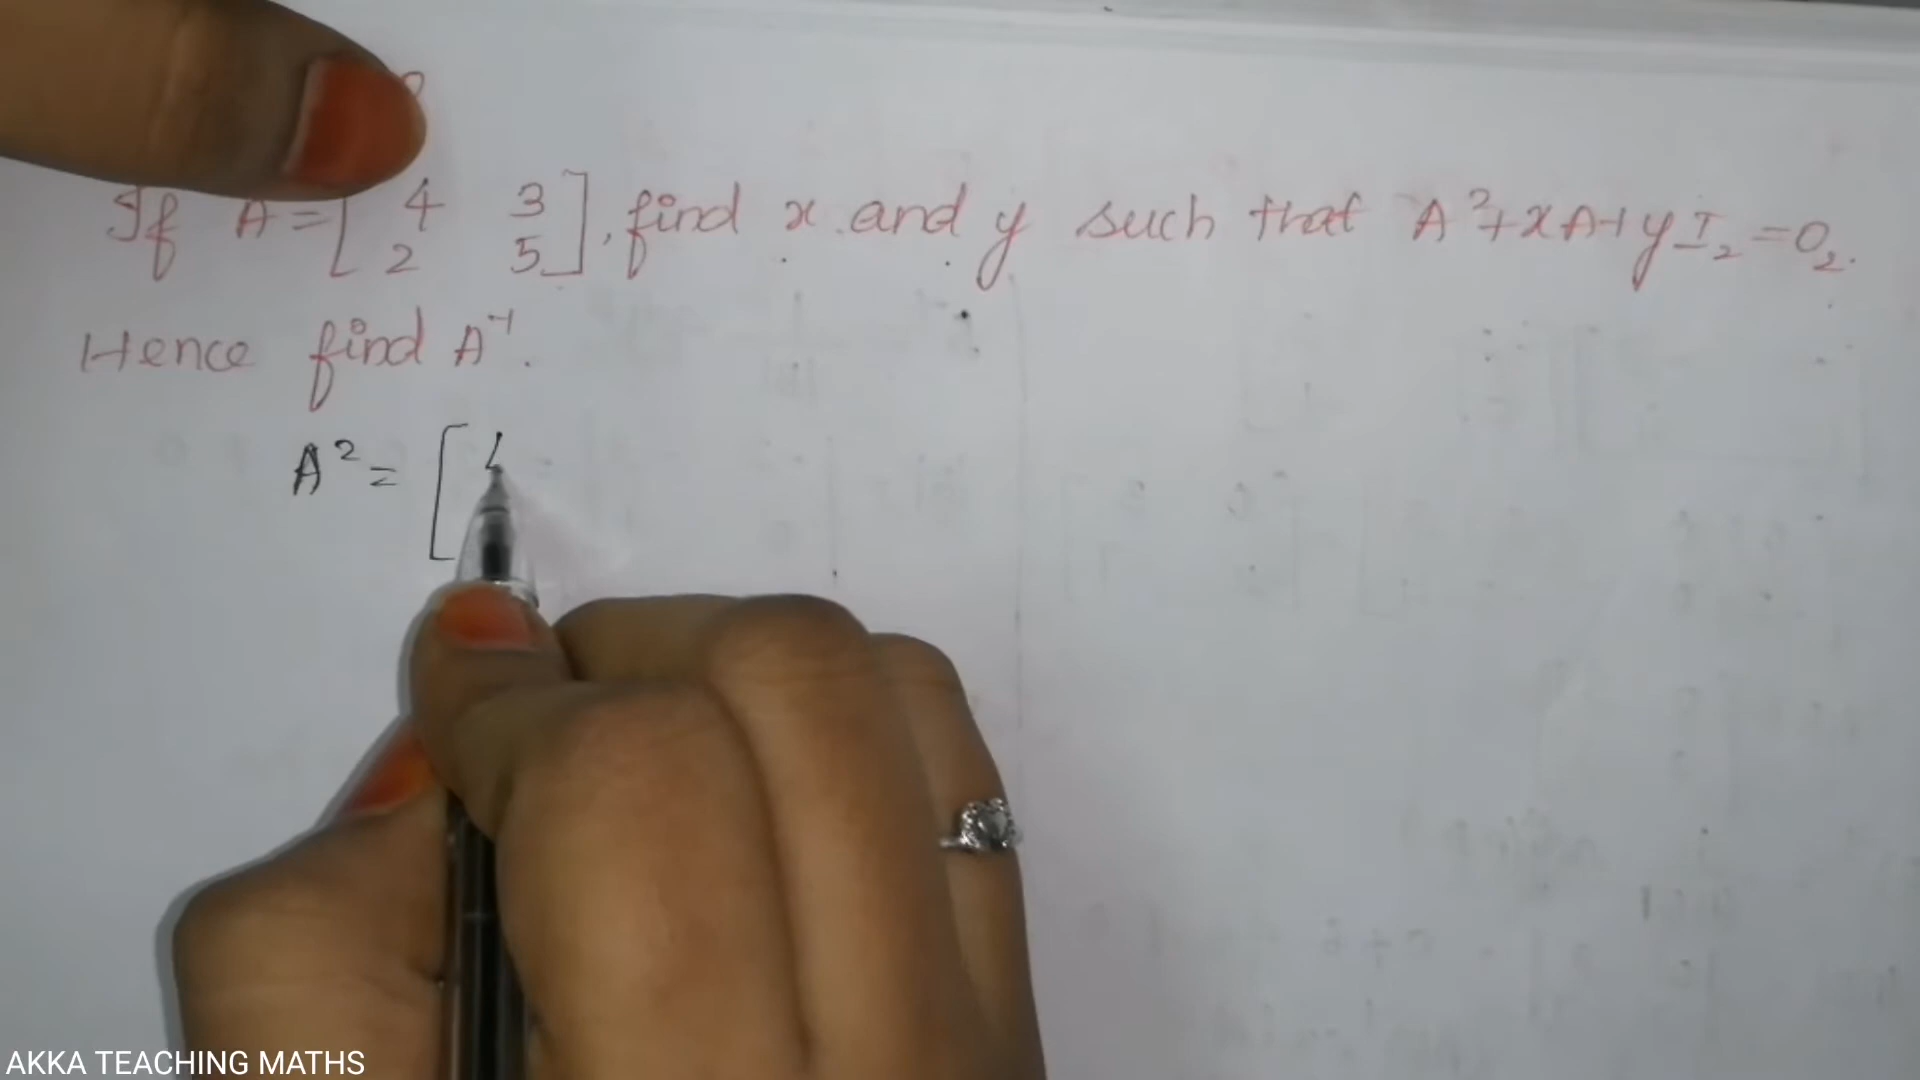 If A = [ 4 3 ], find x and y such that A²+xA+yI₂=O₂.
2 5
Hence find A⁻¹.
A² = [ 4
AKKA TEACHING MATHS